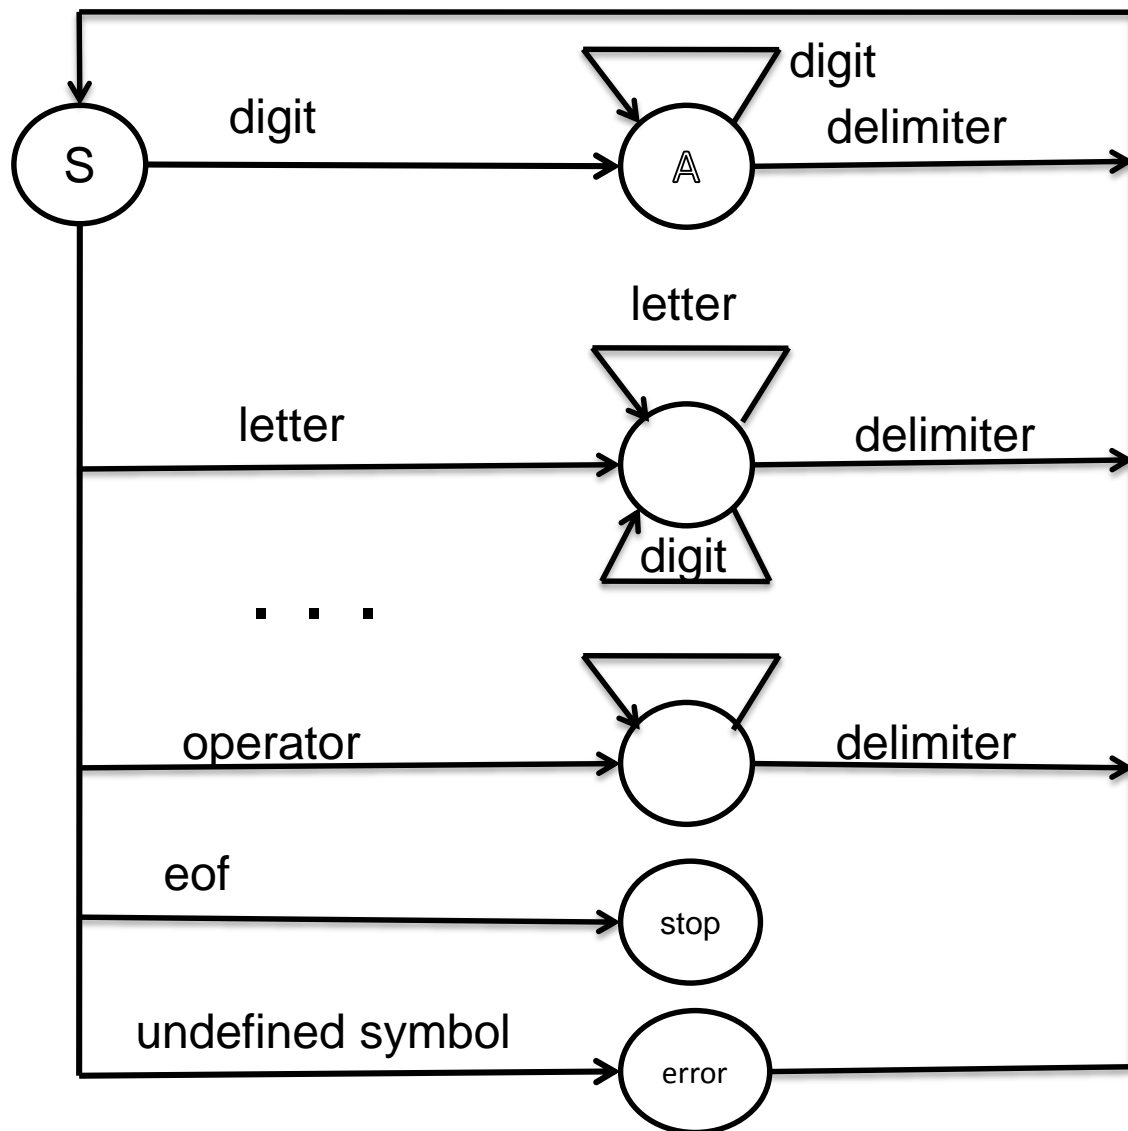 digit
digit
delimiter
S
A
letter
letter
delimiter
digit
. . .
operator
delimiter
eof
stop
undefined symbol
error